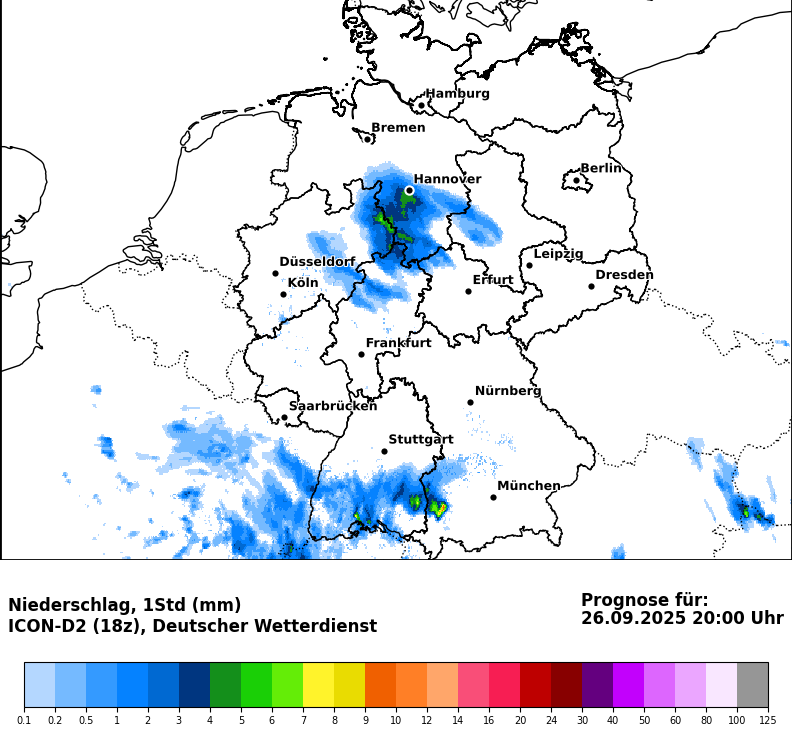 Hamburg
Bremen
Hannover
Berlin
Leipzig
Düsseldorf
Dresden
Erfurt
Köln
Frankfurt
Nürnberg
Saarbrücken
Stuttgart
München
Niederschlag, 1Std (mm)
ICON-D2 (18z), Deutscher Wetterdienst
Prognose für:
26.09.2025 20:00 Uhr
0.1 0.2 0.5 1 2 3 4 5 6 7 8 9 10 12 14 16 20 24 30 40 50 60 80 100 125